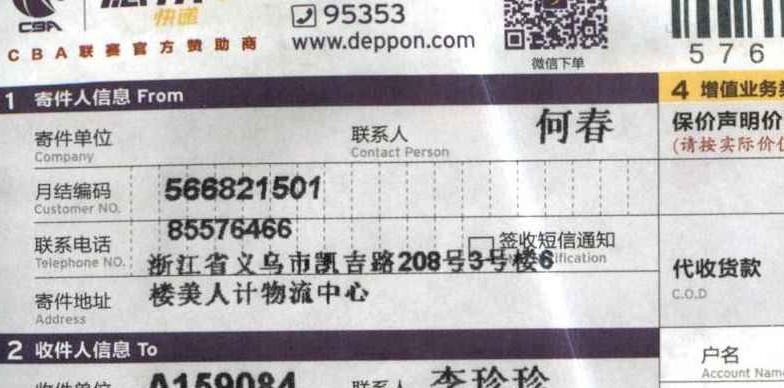 CBA
快递
95353
www.deppon.com
CBA联赛官方赞助商
微信下单
576
1 寄件人信息 From
4 增值业务
寄件单位
Company
联系人
Contact Person
何春
保价声明价
(请按实际价
月结编码
Customer NO.
566821501
联系电话
Telephone NO.
85576466
签收短信通知
浙江省义乌市凯吉路208号3号楼6
楼美人计物流中心
寄件地址
Address
代收货款
C.O.D
2 收件人信息 To
户名
Account Name
收件单位
A159084
联系人
李珍珍